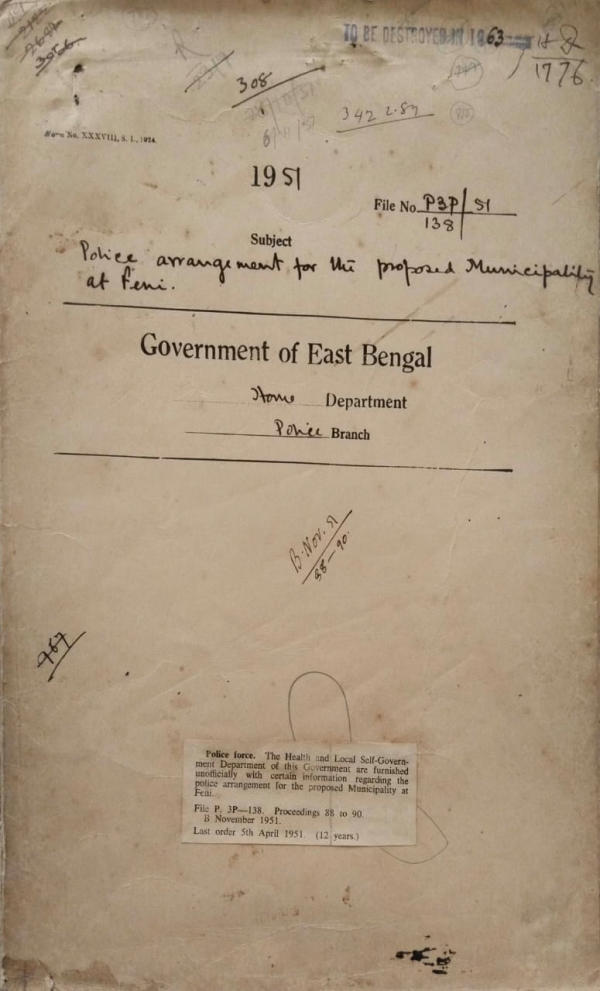 3056
TO BE DESTROYED IN 1963
1776
308
342 2.87
Form No. XXXVIII, S. I., 1924.
1951
File No. P3P/51
138
Subject
Police arrangement for the proposed Municipality
at Feni.
Government of East Bengal
Home Department
Police Branch
B. Nov. 51
88-90.
767
Police force. The Health and Local Self-Govern-
ment Department of this Government are furnished
unofficially with certain information regarding the
police arrangement for the proposed Municipality at
Feni.
File P. 3P—138. Proceedings 88 to 90.
B November 1951.
Last order 5th April 1951. (12 years.)